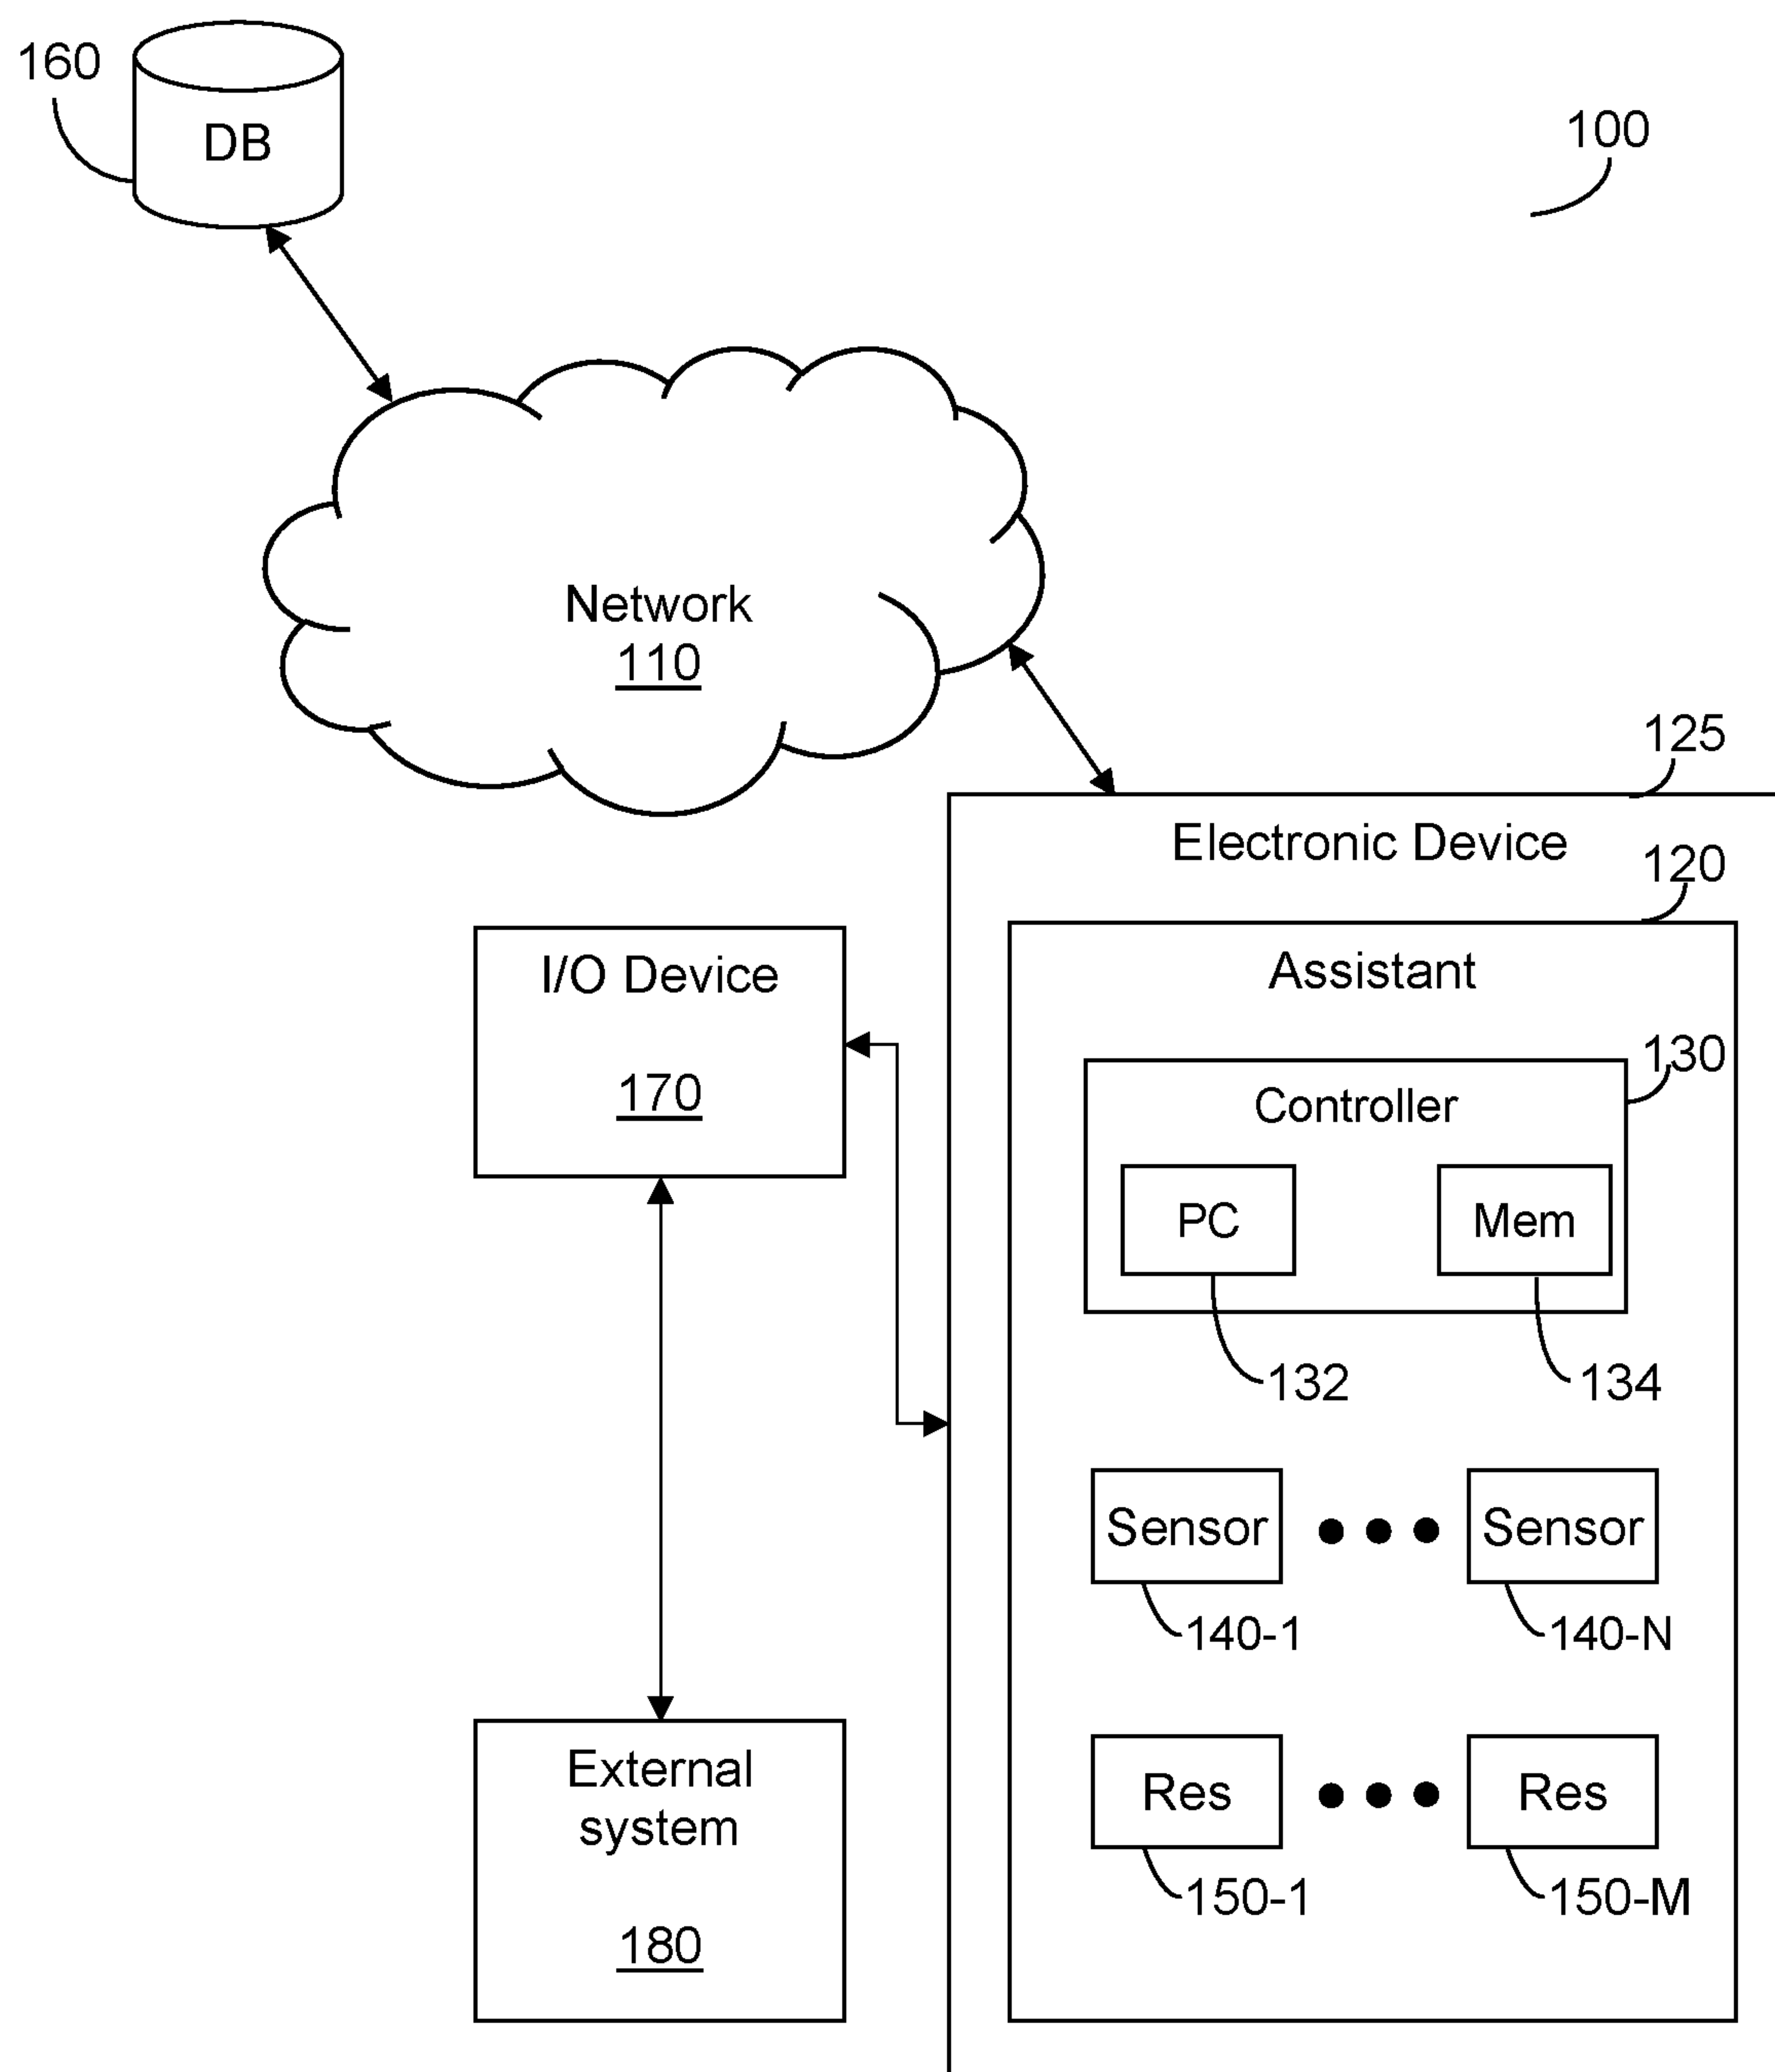 160
DB
100
Network
110
125
Electronic Device
120
Assistant
I/O Device
170
130
Controller
PC
Mem
132
134
Sensor
Sensor
140-1
140-N
External
system
180
Res
Res
150-1
150-M